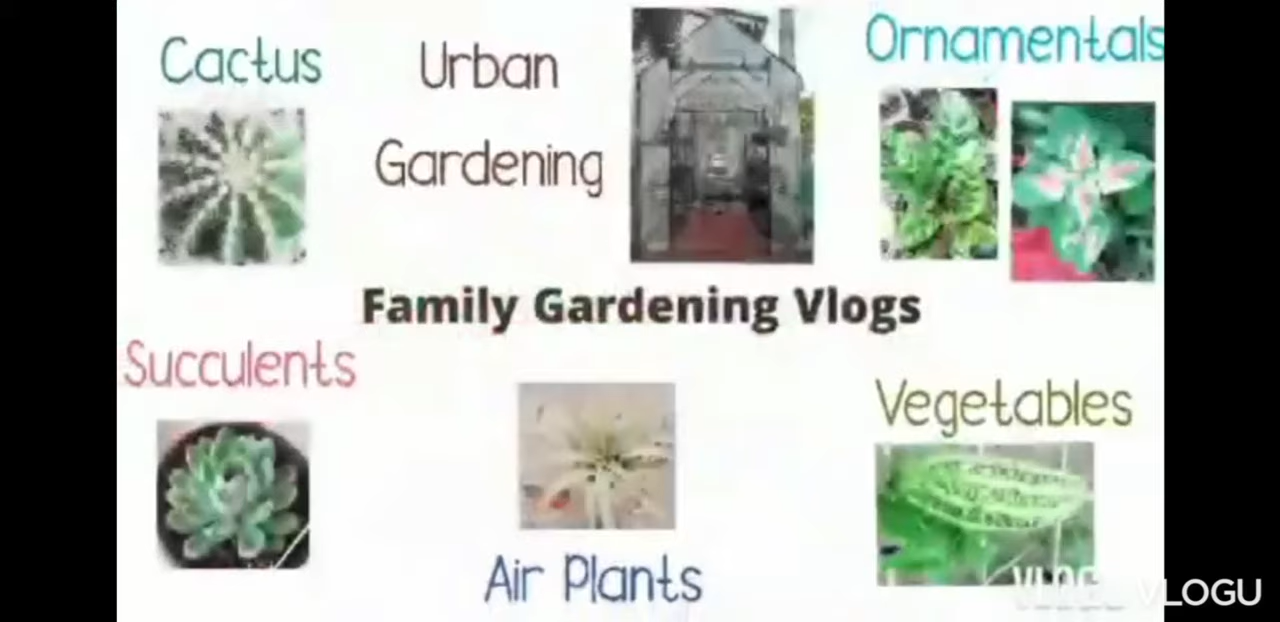 Cactus
Urban
Gardening
Ornamentals
Family Gardening Vlogs
Succulents
Vegetables
Air Plants
VLOGU